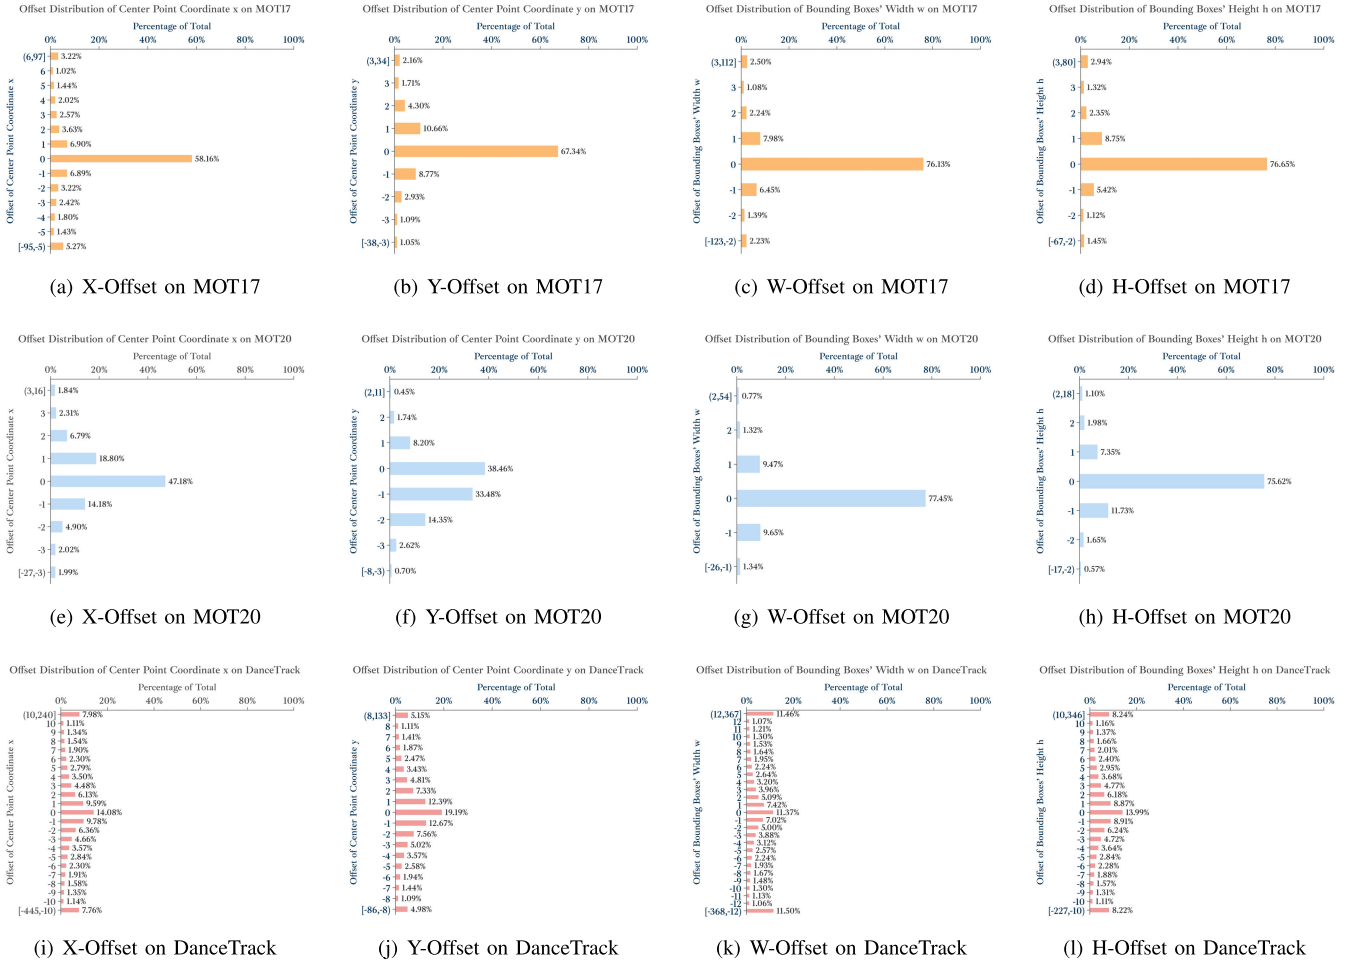 Offset Distribution of Center Point Coordinate x on MOT17
Percentage of Total
0% 20% 40% 60% 80% 100%
Offset of Center Point Coordinate x
(6,97] 3.22%
6 1.02%
5 1.44%
4 2.02%
3 2.57%
2 3.63%
1 6.90%
0 58.16%
-1 6.89%
-2 3.22%
-3 2.42%
-4 1.80%
-5 1.43%
[-95,-5) 5.27%
(a) X-Offset on MOT17
Offset Distribution of Center Point Coordinate y on MOT17
Percentage of Total
0% 20% 40% 60% 80% 100%
Offset of Center Point Coordinate y
(3,34] 2.16%
3 1.71%
2 4.30%
1 10.66%
0 67.34%
-1 8.77%
-2 2.93%
-3 1.09%
[-38,-3) 1.05%
(b) Y-Offset on MOT17
Offset Distribution of Bounding Boxes' Width w on MOT17
Percentage of Total
0% 20% 40% 60% 80% 100%
Offset of Bounding Boxes' Width w
(3,112] 2.50%
3 1.08%
2 2.24%
1 7.98%
0 76.13%
-1 6.45%
-2 1.39%
[-123,-2) 2.23%
(c) W-Offset on MOT17
Offset Distribution of Bounding Boxes' Height h on MOT17
Percentage of Total
0% 20% 40% 60% 80% 100%
Offset of Bounding Boxes' Height h
(3,80] 2.94%
3 1.32%
2 2.35%
1 8.75%
0 76.65%
-1 5.42%
-2 1.12%
[-67,-2) 1.45%
(d) H-Offset on MOT17
Offset Distribution of Center Point Coordinate x on MOT20
Percentage of Total
0% 20% 40% 60% 80% 100%
Offset of Center Point Coordinate x
(3,16] 1.84%
3 2.31%
2 6.79%
1 18.80%
0 47.18%
-1 14.18%
-2 4.90%
-3 2.02%
[-27,-3) 1.99%
(e) X-Offset on MOT20
Offset Distribution of Center Point Coordinate y on MOT20
Percentage of Total
0% 20% 40% 60% 80% 100%
Offset of Center Point Coordinate y
(2,11] 0.45%
2 1.74%
1 8.20%
0 38.46%
-1 33.48%
-2 14.35%
-3 2.62%
[-8,-3) 0.70%
(f) Y-Offset on MOT20
Offset Distribution of Bounding Boxes' Width w on MOT20
Percentage of Total
0% 20% 40% 60% 80% 100%
Offset of Bounding Boxes' Width w
(2,54] 0.77%
2 1.32%
1 9.47%
0 77.45%
-1 9.65%
[-26,-1) 1.34%
(g) W-Offset on MOT20
Offset Distribution of Bounding Boxes' Height h on MOT20
Percentage of Total
0% 20% 40% 60% 80% 100%
Offset of Bounding Boxes' Height h
(2,18] 1.10%
2 1.98%
1 7.35%
0 75.62%
-1 11.73%
-2 1.65%
[-17,-2) 0.57%
(h) H-Offset on MOT20
Offset Distribution of Center Point Coordinate x on DanceTrack
Percentage of Total
0% 20% 40% 60% 80% 100%
Offset of Center Point Coordinate x
(10,240] 7.98%
10 1.11%
9 1.34%
8 1.54%
7 1.90%
6 2.30%
5 2.79%
4 3.50%
3 4.48%
2 6.13%
1 9.59%
0 14.08%
-1 9.78%
-2 6.36%
-3 4.66%
-4 3.57%
-5 2.84%
-6 2.30%
-7 1.91%
-8 1.58%
-9 1.35%
-10 1.14%
[-445,-10) 7.76%
(i) X-Offset on DanceTrack
Offset Distribution of Center Point Coordinate y on DanceTrack
Percentage of Total
0% 20% 40% 60% 80% 100%
Offset of Center Point Coordinate y
(8,133] 5.15%
8 1.11%
7 1.41%
6 1.87%
5 2.47%
4 3.43%
3 4.81%
2 7.33%
1 12.39%
0 19.19%
-1 12.67%
-2 7.56%
-3 5.02%
-4 3.57%
-5 2.58%
-6 1.94%
-7 1.44%
-8 1.09%
[-86,-8) 4.98%
(j) Y-Offset on DanceTrack
Offset Distribution of Bounding Boxes' Width w on DanceTrack
Percentage of Total
0% 20% 40% 60% 80% 100%
Offset of Bounding Boxes' Width w
(12,367] 11.46%
12 1.07%
11 1.21%
10 1.30%
9 1.53%
8 1.64%
7 1.95%
6 2.24%
5 2.64%
4 3.20%
3 3.96%
2 5.09%
1 7.42%
0 11.37%
-1 7.02%
-2 5.00%
-3 3.88%
-4 3.12%
-5 2.57%
-6 2.24%
-7 1.93%
-8 1.67%
-9 1.48%
-10 1.30%
-11 1.13%
-12 1.06%
[-368,-12) 11.50%
(k) W-Offset on DanceTrack
Offset Distribution of Bounding Boxes' Height h on DanceTrack
Percentage of Total
0% 20% 40% 60% 80% 100%
Offset of Bounding Boxes' Height h
(10,346] 8.24%
10 1.16%
9 1.37%
8 1.66%
7 2.01%
6 2.40%
5 2.95%
4 3.68%
3 4.77%
2 6.18%
1 8.87%
0 13.99%
-1 8.91%
-2 6.24%
-3 4.72%
-4 3.64%
-5 2.84%
-6 2.28%
-7 1.88%
-8 1.57%
-9 1.31%
-10 1.11%
[-227,-10) 8.22%
(l) H-Offset on DanceTrack